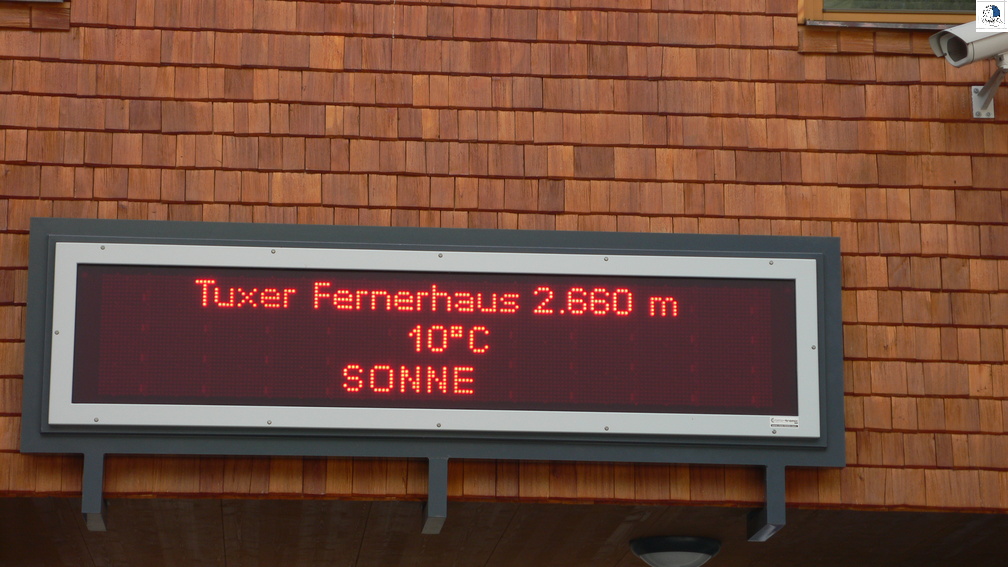 Tuxer Fernerhaus 2.660 m
10°C
SONNE